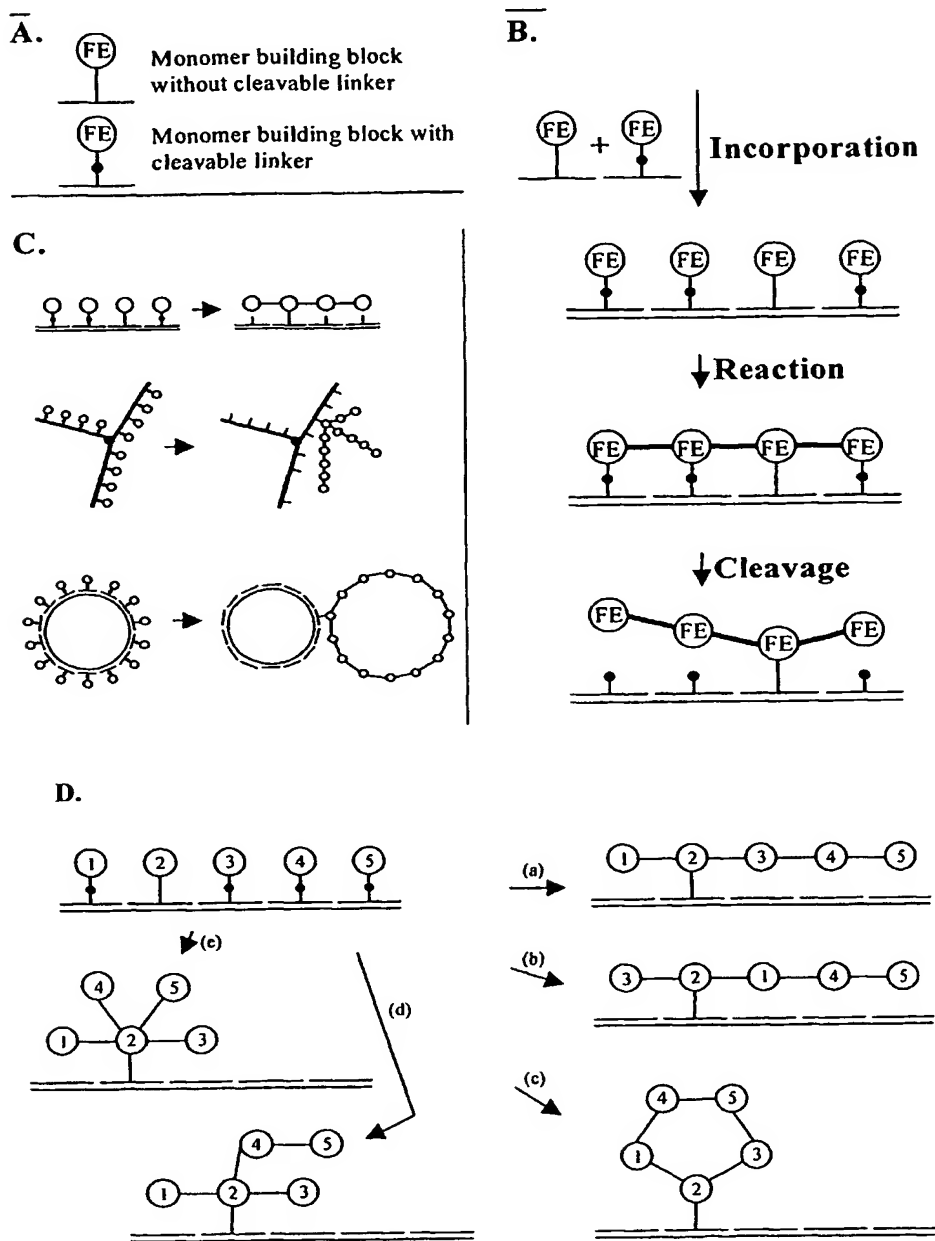 A.
FE
Monomer building block
without cleavable linker
FE
Monomer building block with
cleavable linker
B.
FE + FE
Incorporation
FE FE FE FE
Reaction
FE FE FE FE
Cleavage
FE FE FE FE
C.
D.
1 2 3 4 5
(a)
1 2 3 4 5
(b)
3 2 1 4 5
(c)
4 5
1 3
2
(d)
4 5
1 2 3
(e)
4 5
1 2 3